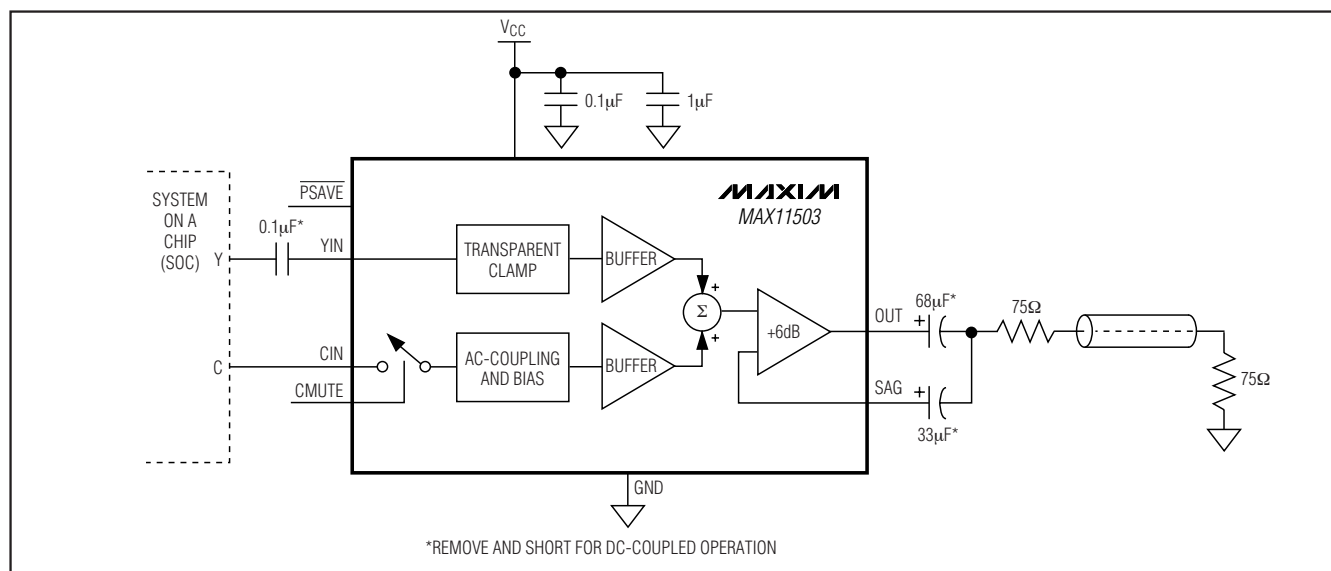 VCC
0.1µF
1µF
SYSTEM
ON A
CHIP
(SOC)
PSAVE
MAXIM
MAX11503
0.1µF*
Y
YIN
TRANSPARENT
CLAMP
BUFFER
+
Σ
+
+6dB
OUT
68µF*
+
75Ω
C
CIN
AC-COUPLING
AND BIAS
BUFFER
CMUTE
SAG
+
33µF*
75Ω
GND
*REMOVE AND SHORT FOR DC-COUPLED OPERATION